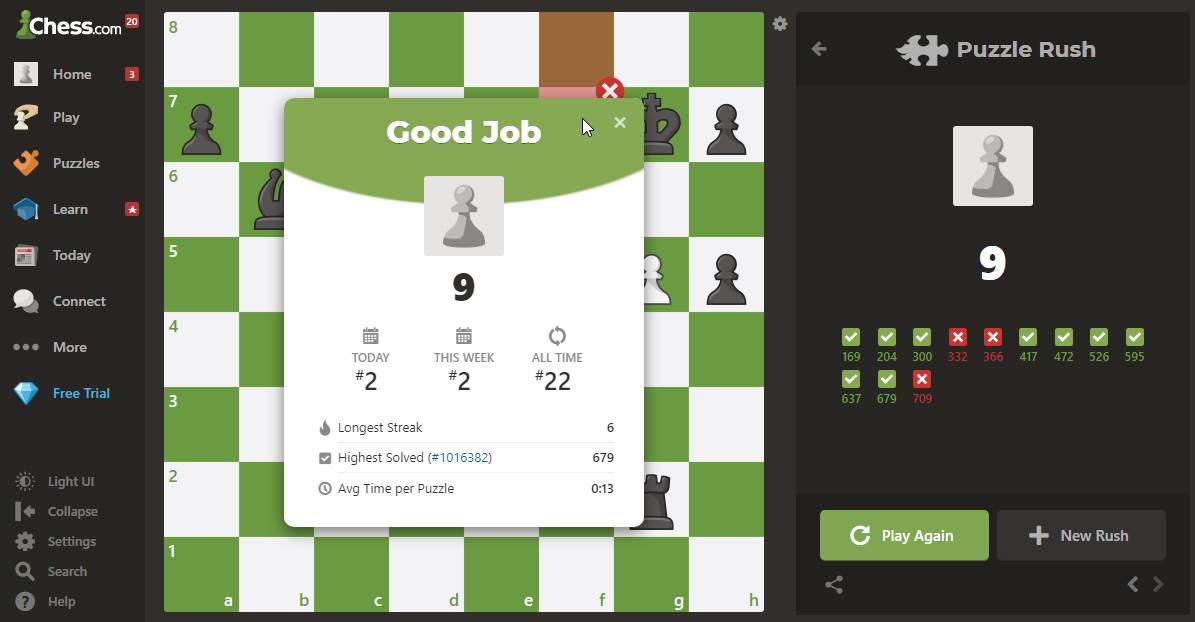 Chess.com 20
Home 3
Play
Puzzles
Learn
Today
Connect
More
Free Trial
Light UI
Collapse
Settings
Search
Help
8
7
6
5
4
3
2
1
a b c d e f g h
Good Job
9
TODAY THIS WEEK ALL TIME
#2 #2 #22
Longest Streak 6
Highest Solved (#1016382) 679
Avg Time per Puzzle 0:13
Puzzle Rush
9
169 204 300 332 366 417 472 526 595
637 679 709
Play Again New Rush